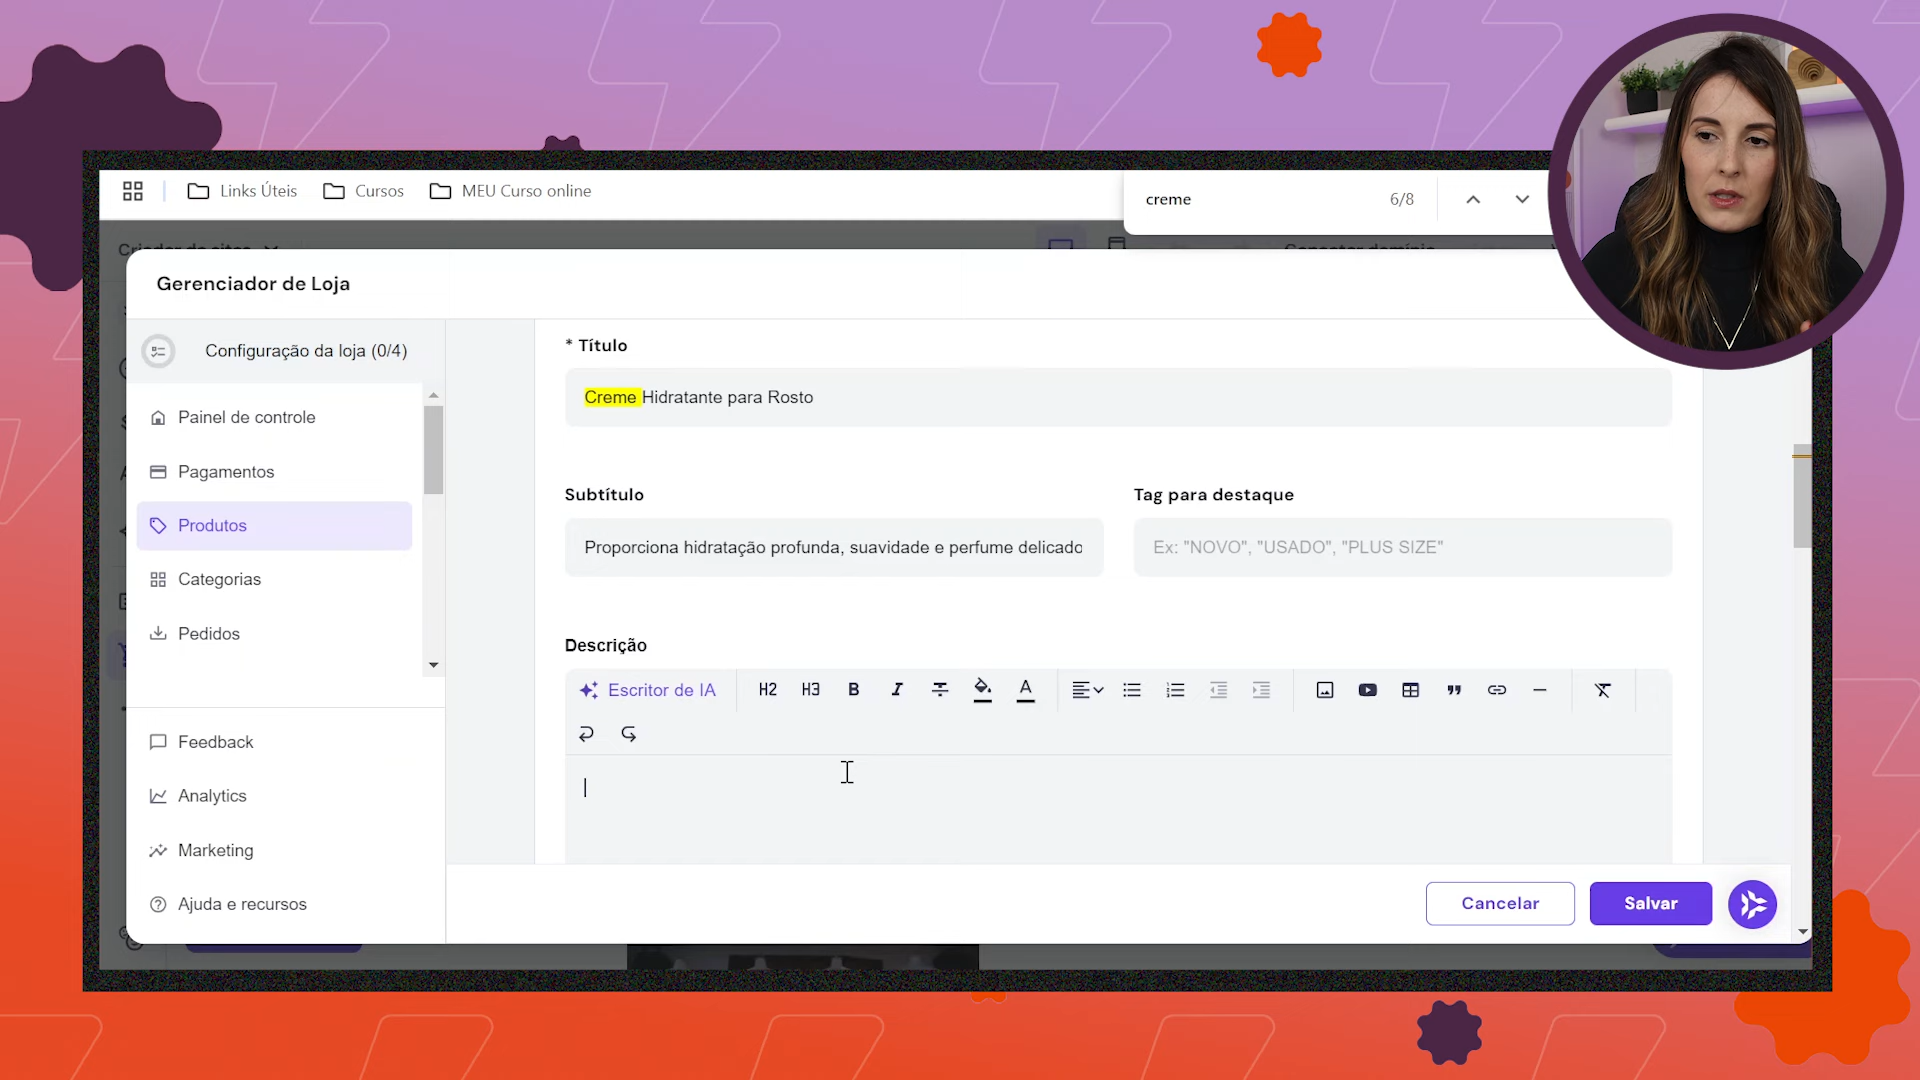 Links Úteis
Cursos
MEU Curso online
creme
6/8
Gerenciador de Loja
Configuração da loja (0/4)
Painel de controle
Pagamentos
Produtos
Categorias
Pedidos
Feedback
Analytics
Marketing
Ajuda e recursos
* Título
Creme Hidratante para Rosto
Subtítulo
Tag para destaque
Proporciona hidratação profunda, suavidade e perfume delicado
Ex: "NOVO", "USADO", "PLUS SIZE"
Descrição
Escritor de IA
H2
H3
B
I
A
Cancelar
Salvar